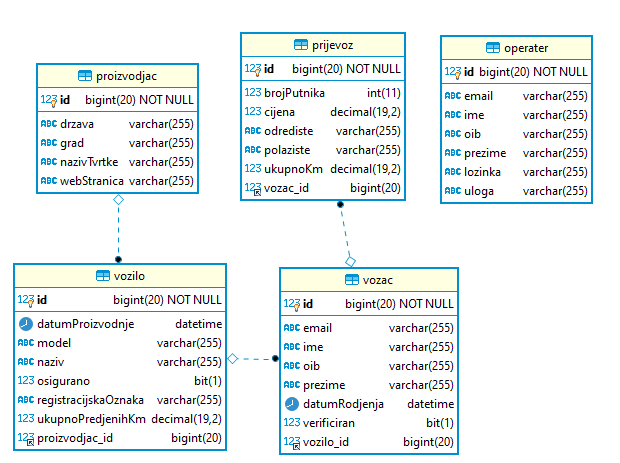 proizvodjac
123 id bigint(20) NOT NULL
ABC drzava varchar(255)
ABC grad varchar(255)
ABC nazivTvrtke varchar(255)
ABC webStranica varchar(255)
prijevoz
123 id bigint(20) NOT NULL
123 brojPutnika int(11)
123 cijena decimal(19,2)
ABC odrediste varchar(255)
ABC polaziste varchar(255)
123 ukupnoKm decimal(19,2)
123 vozac_id bigint(20)
operater
123 id bigint(20) NOT NULL
ABC email varchar(255)
ABC ime varchar(255)
ABC oib varchar(255)
ABC prezime varchar(255)
ABC lozinka varchar(255)
ABC uloga varchar(255)
vozilo
123 id bigint(20) NOT NULL
datumProizvodnje datetime
ABC model varchar(255)
ABC naziv varchar(255)
123 osigurano bit(1)
ABC registracijskaOznaka varchar(255)
123 ukupnoPredjenihKm decimal(19,2)
123 proizvodjac_id bigint(20)
vozac
123 id bigint(20) NOT NULL
ABC email varchar(255)
ABC ime varchar(255)
ABC oib varchar(255)
ABC prezime varchar(255)
datumRodjenja datetime
123 verificiran bit(1)
123 vozilo_id bigint(20)